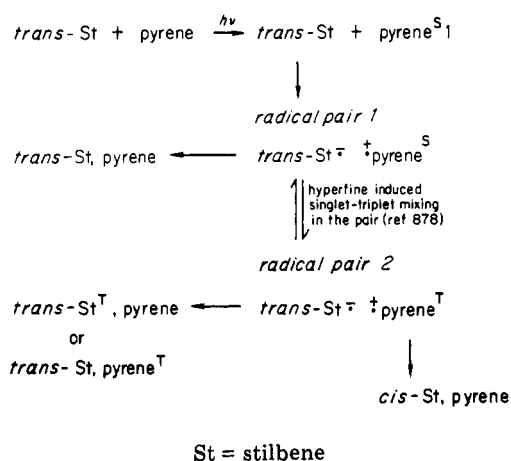 trans- St + pyrene hν trans- St + pyreneˢ1
radical pair 1
trans- St, pyrene trans- St⨪ ⨥pyreneˢ
hyperfine induced
singlet-triplet mixing
in the pair (ref 878)
radical pair 2
trans- Stᵀ, pyrene trans- St⨪ ⨥pyreneᵀ
or
trans- St, pyreneᵀ
cis- St, pyrene
St = stilbene